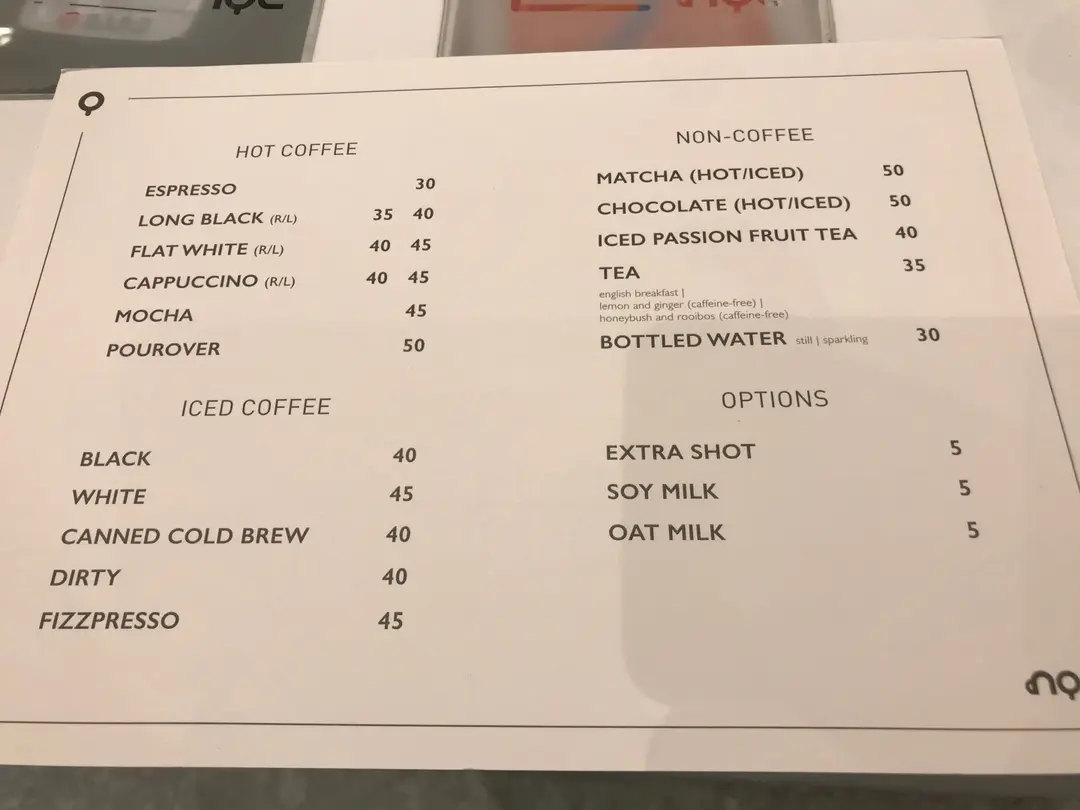 HOT COFFEE
ESPRESSO 30
LONG BLACK (R/L) 35 40
FLAT WHITE (R/L) 40 45
CAPPUCCINO (R/L) 40 45
MOCHA 45
POUROVER 50
ICED COFFEE
BLACK 40
WHITE 45
CANNED COLD BREW 40
DIRTY 40
FIZZPRESSO 45
NON-COFFEE
MATCHA (HOT/ICED) 50
CHOCOLATE (HOT/ICED) 50
ICED PASSION FRUIT TEA 40
TEA 35
english breakfast |
lemon and ginger (caffeine-free) |
honeybush and rooibos (caffeine-free)
BOTTLED WATER still | sparkling 30
OPTIONS
EXTRA SHOT 5
SOY MILK 5
OAT MILK 5